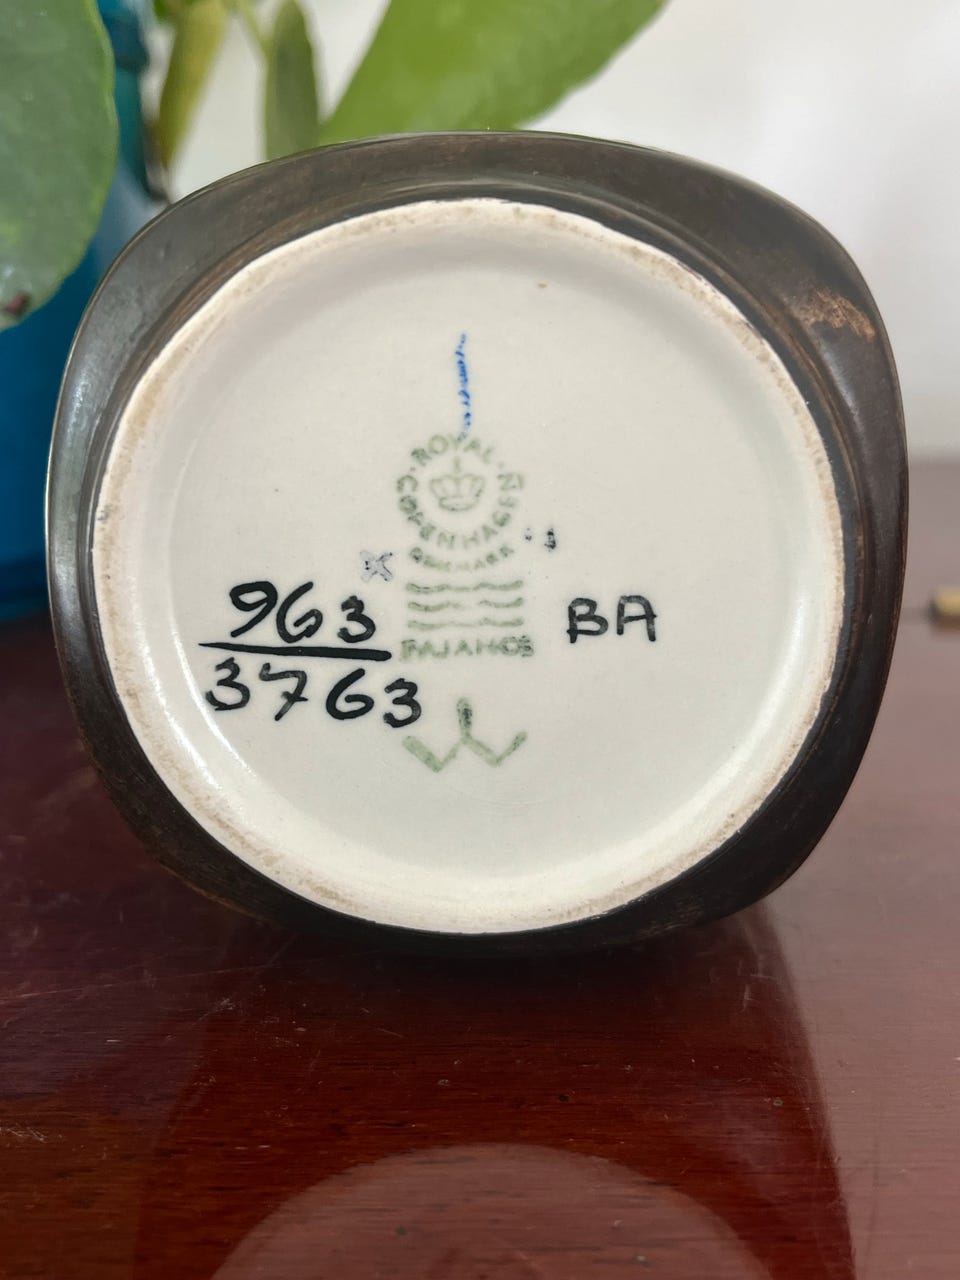 ROYAL
COPENHAGEN
DENMARK
963
3763
FAJANCE
BA